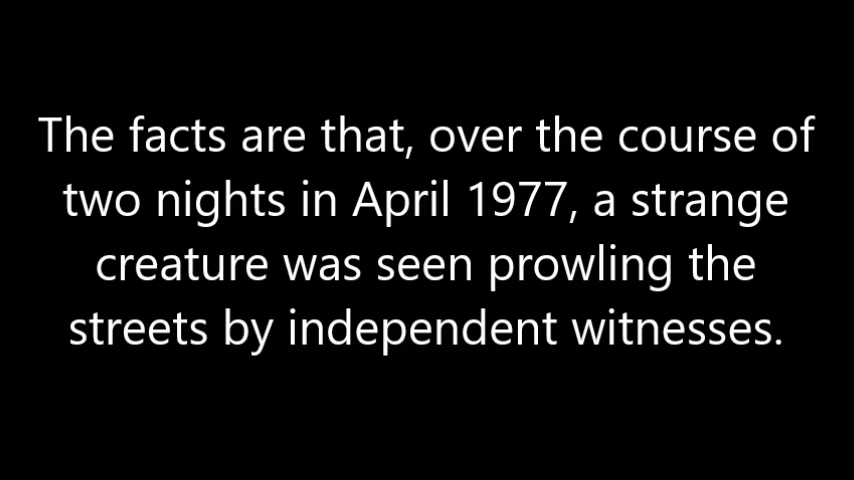 The facts are that, over the course of
two nights in April 1977, a strange
creature was seen prowling the
streets by independent witnesses.